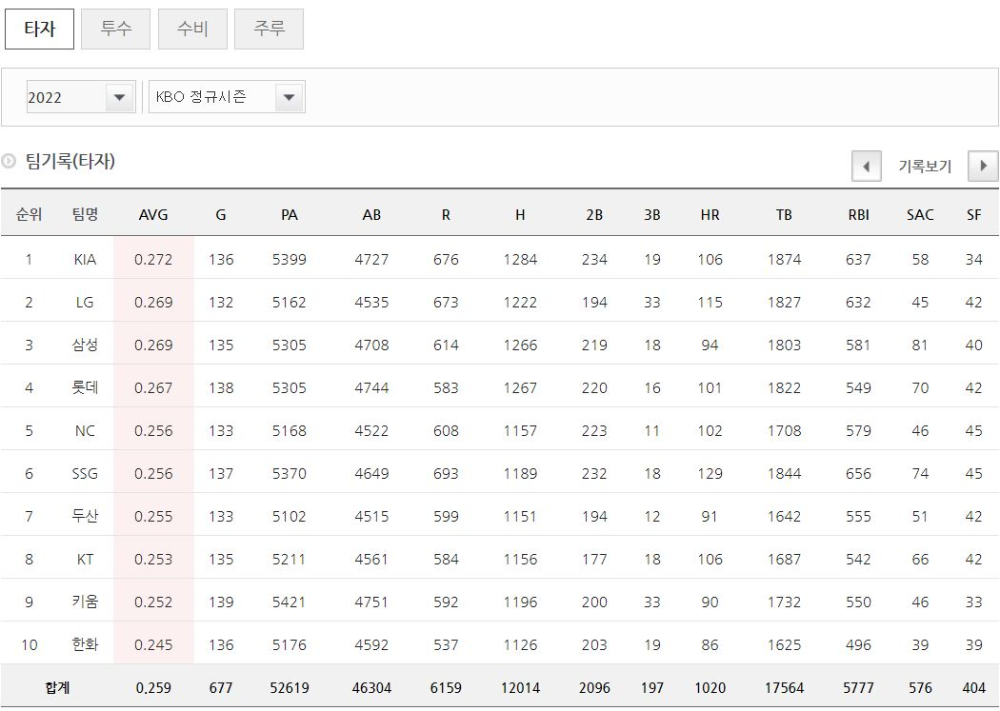 타자 투수 수비 주루
2022 KBO 정규시즌
팀기록(타자) 기록보기
순위 팀명 AVG G PA AB R H 2B 3B HR TB RBI SAC SF
1 KIA 0.272 136 5399 4727 676 1284 234 19 106 1874 637 58 34
2 LG 0.269 132 5162 4535 673 1222 194 33 115 1827 632 45 42
3 삼성 0.269 135 5305 4708 614 1266 219 18 94 1803 581 81 40
4 롯데 0.267 138 5305 4744 583 1267 220 16 101 1822 549 70 42
5 NC 0.256 133 5168 4522 608 1157 223 11 102 1708 579 46 45
6 SSG 0.256 137 5370 4649 693 1189 232 18 129 1844 656 74 45
7 두산 0.255 133 5102 4515 599 1151 194 12 91 1642 555 51 42
8 KT 0.253 135 5211 4561 584 1156 177 18 106 1687 542 66 42
9 키움 0.252 139 5421 4751 592 1196 200 33 90 1732 550 46 33
10 한화 0.245 136 5176 4592 537 1126 203 19 86 1625 496 39 39
합계 0.259 677 52619 46304 6159 12014 2096 197 1020 17564 5777 576 404